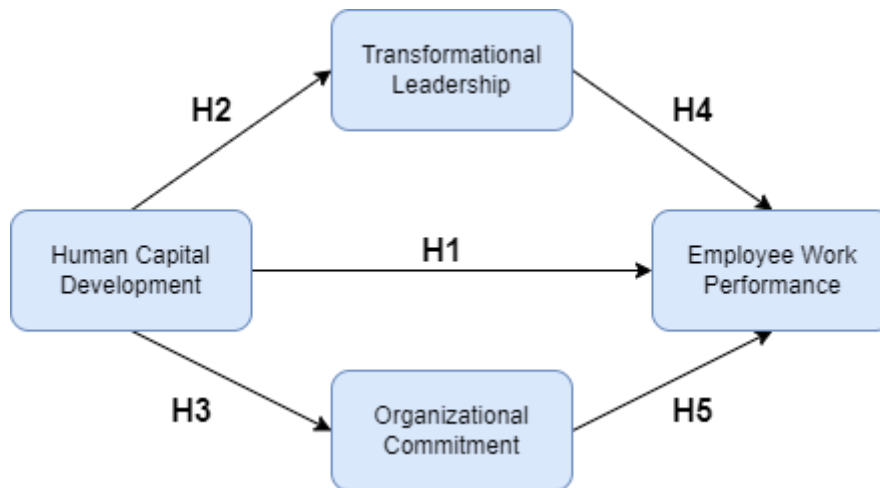 Transformational
Leadership
H2
H4
Human Capital
Development
H1
Employee Work
Performance
H3
Organizational
Commitment
H5